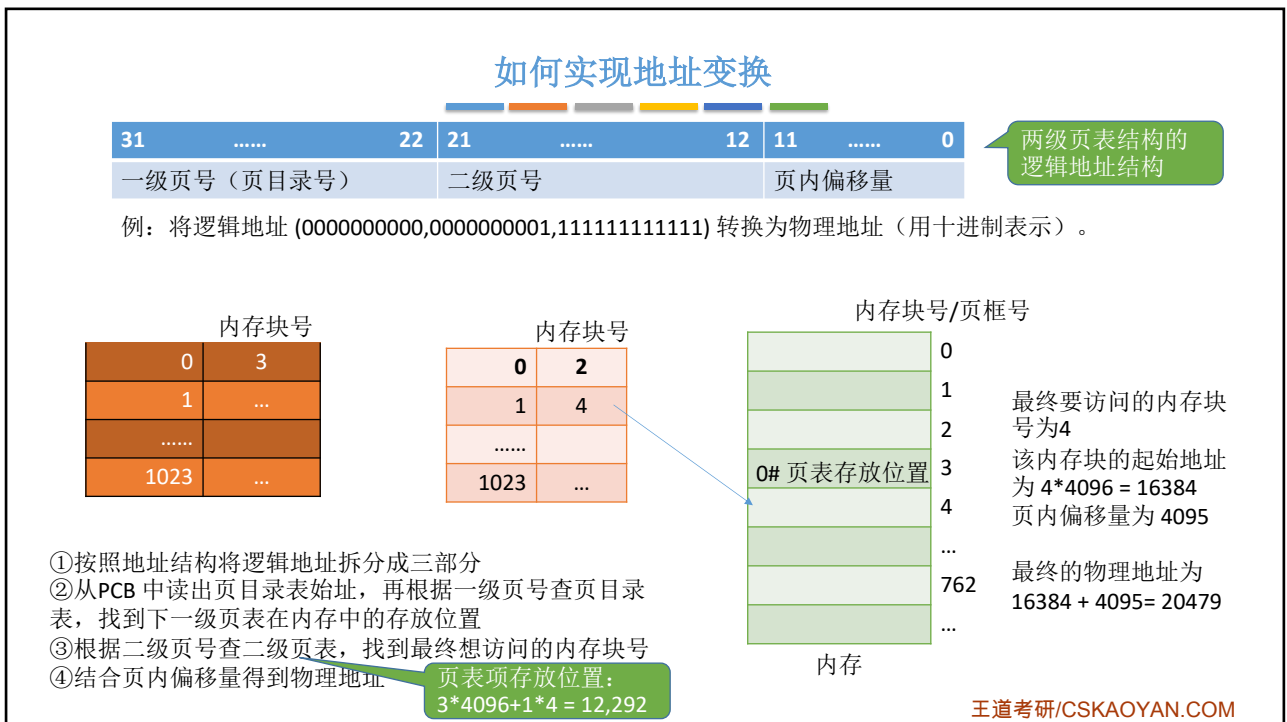 如何实现地址变换
31 …… 22 21 …… 12 11 …… 0
一级页号（页目录号） 二级页号 页内偏移量
两级页表结构的
逻辑地址结构
例：将逻辑地址 (0000000000,0000000001,111111111111) 转换为物理地址（用十进制表示）。
内存块号
0 3
1 …
……
1023 …
内存块号
0 2
1 4
……
1023 …
内存块号/页框号
0
1
2
0# 页表存放位置 3
4
…
762
…
内存
最终要访问的内存块
号为4
该内存块的起始地址
为 4*4096 = 16384
页内偏移量为 4095
最终的物理地址为
16384 + 4095= 20479
①按照地址结构将逻辑地址拆分成三部分
②从PCB 中读出页目录表始址，再根据一级页号查页目录
表，找到下一级页表在内存中的存放位置
③根据二级页号查二级页表，找到最终想访问的内存块号
④结合页内偏移量得到物理地址
页表项存放位置：
3*4096+1*4 = 12,292
王道考研/CSKAOYAN.COM